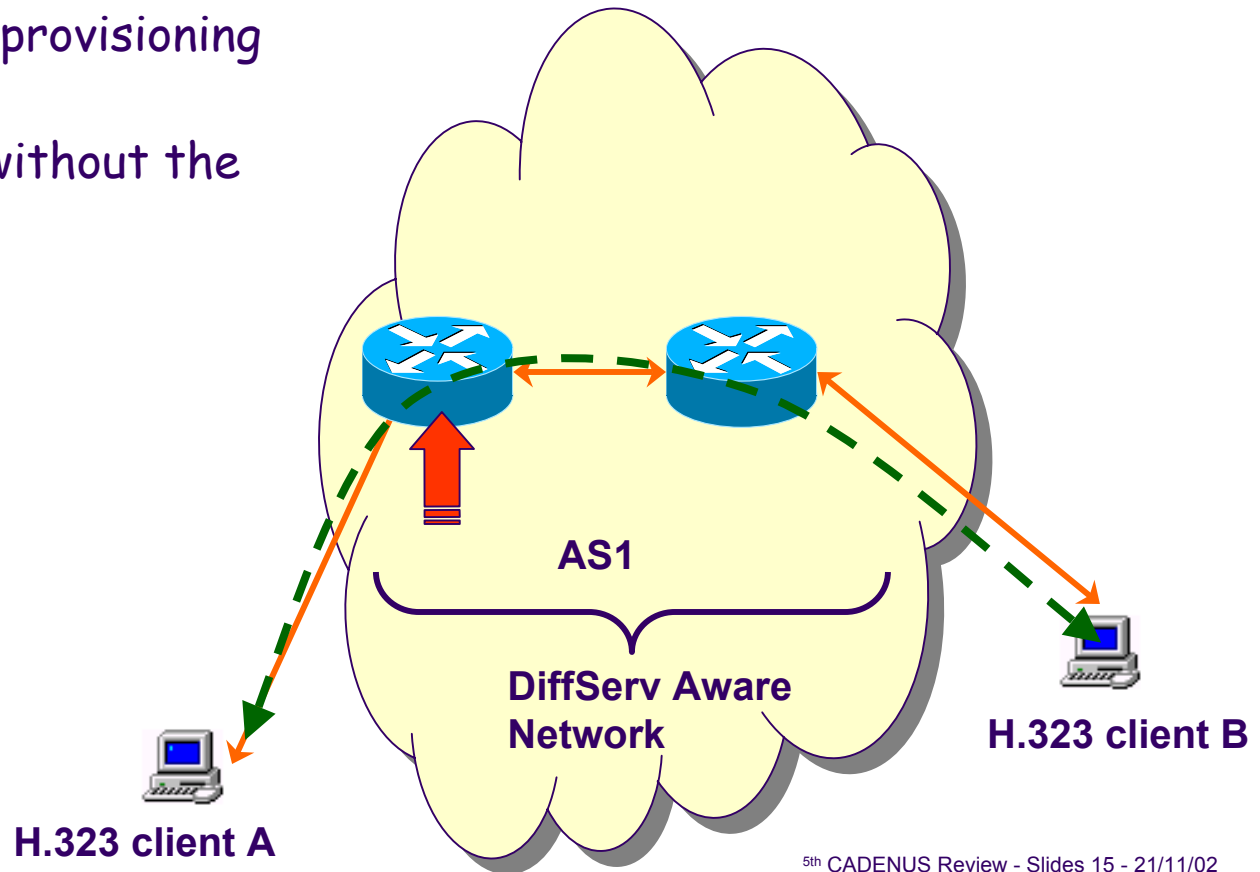 provisioning
without the
AS1
DiffServ Aware
Network
H.323 client B
H.323 client A
5th CADENUS Review - Slides 15 - 21/11/02